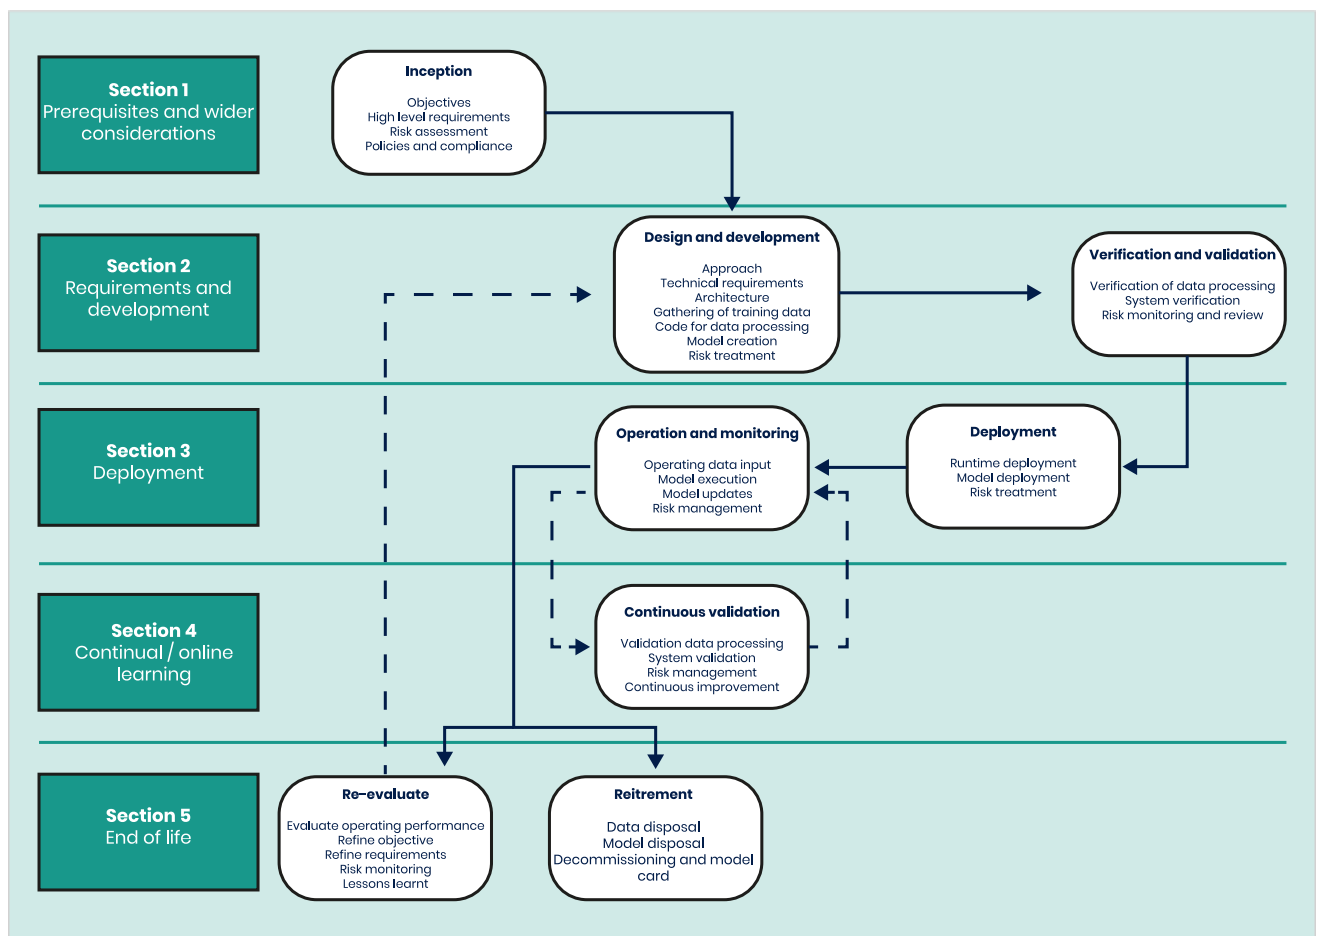 Section 1
Prerequisites and wider
considerations
Inception
Objectives
High level requirements
Risk assessment
Policies and compliance
Section 2
Requirements and
development
Design and development
Approach
Technical requirements
Architecture
Gathering of training data
Code for data processing
Model creation
Risk treatment
Verification and validation
Verification of data processing
System verification
Risk monitoring and review
Section 3
Deployment
Operation and monitoring
Operating data input
Model execution
Model updates
Risk management
Deployment
Runtime deployment
Model deployment
Risk treatment
Section 4
Continual / online
learning
Continuous validation
Validation data processing
System validation
Risk management
Continuous improvement
Section 5
End of life
Re-evaluate
Evaluate operating performance
Refine objective
Refine requirements
Risk monitoring
Lessons learnt
Reitrement
Data disposal
Model disposal
Decommissioning and model
card